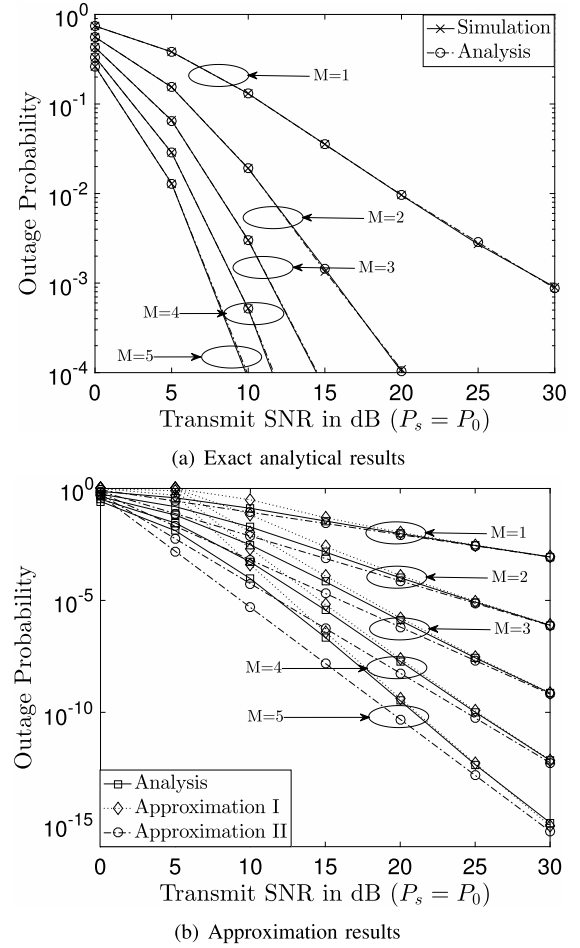 10^0
Simulation
Analysis
M=1
10^-1
10^-2
M=2
M=3
10^-3
M=4
M=5
10^-4
Outage Probability
0 5 10 15 20 25 30
Transmit SNR in dB (P_s = P_0)
(a) Exact analytical results
10^0
M=1
M=2
10^-5
M=3
M=4
10^-10
M=5
Analysis
Approximation I
Approximation II
10^-15
Outage Probability
0 5 10 15 20 25 30
Transmit SNR in dB (P_s = P_0)
(b) Approximation results